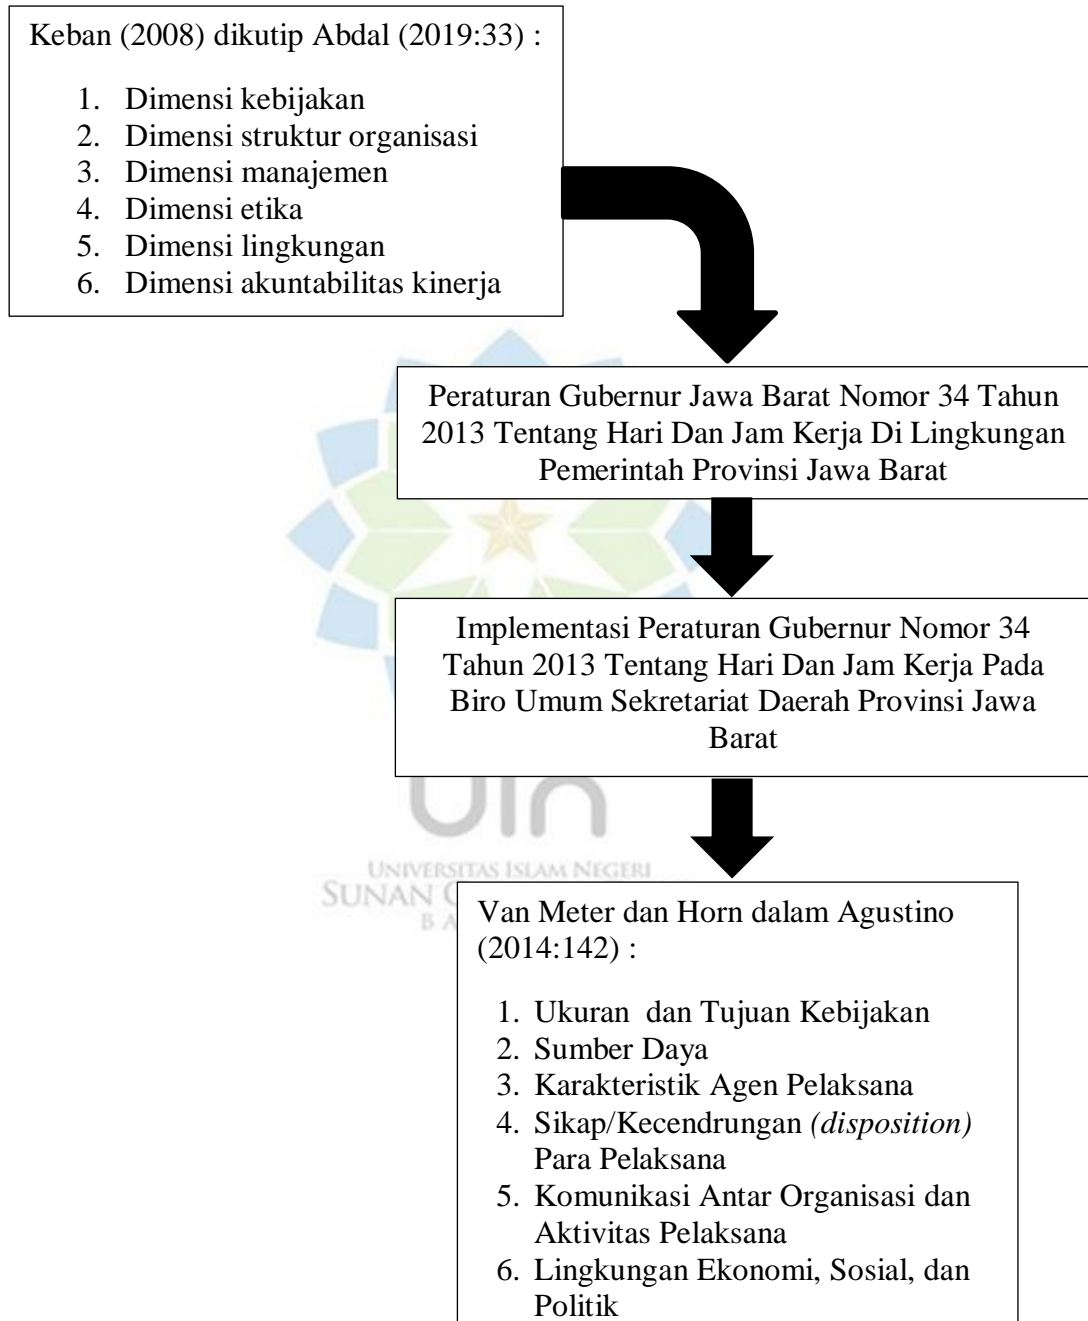 Keban (2008) dikutip Abdal (2019:33) :
1. Dimensi kebijakan
2. Dimensi struktur organisasi
3. Dimensi manajemen
4. Dimensi etika
5. Dimensi lingkungan
6. Dimensi akuntabilitas kinerja
Peraturan Gubernur Jawa Barat Nomor 34 Tahun
2013 Tentang Hari Dan Jam Kerja Di Lingkungan
Pemerintah Provinsi Jawa Barat
Implementasi Peraturan Gubernur Nomor 34
Tahun 2013 Tentang Hari Dan Jam Kerja Pada
Biro Umum Sekretariat Daerah Provinsi Jawa
Barat
uin
UNIVERSITAS ISLAM NEGERI
SUNAN
Van Meter dan Horn dalam Agustino
(2014:142) :
1. Ukuran dan Tujuan Kebijakan
2. Sumber Daya
3. Karakteristik Agen Pelaksana
4. Sikap/Kecendrungan (disposition)
Para Pelaksana
5. Komunikasi Antar Organisasi dan
Aktivitas Pelaksana
6. Lingkungan Ekonomi, Sosial, dan
Politik